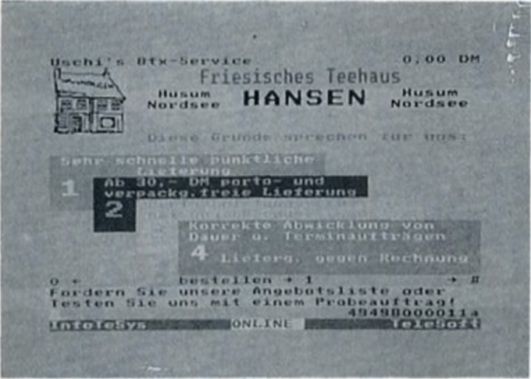 Uschi's Btx-Service 0,00 DM
Friesisches Teehaus
Husum Nordsee HANSEN Husum Nordsee
Diese Gründe sprechen für uns:
Sehr schnelle pünktliche
Lieferung
1
Ab 30,- DM porto- und
verpackg.freie Lieferung
2
Korrekte Abwicklung von
Dauer u. Terminaufträgen
4 Lieferg. gegen Rechnung
0 ← bestellen → 1 → #
Fordern Sie unsere Angebotsliste oder
Testen Sie uns mit einem Probeauftrag!
494980000011a
InfoTeSys ONLINE TeleSoft